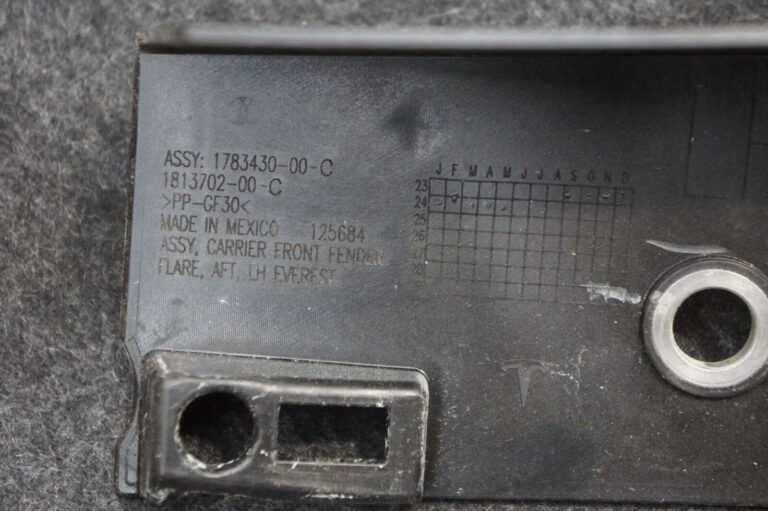 ASSY: 1783430-00-C
1813702-00-C
>PP-GF30<
MADE IN MEXICO 125684
ASSY, CARRIER FRONT FENDER
FLARE, AFT, LH EVEREST
J F M A M J J A S O N D
23
24
25
26
27
28